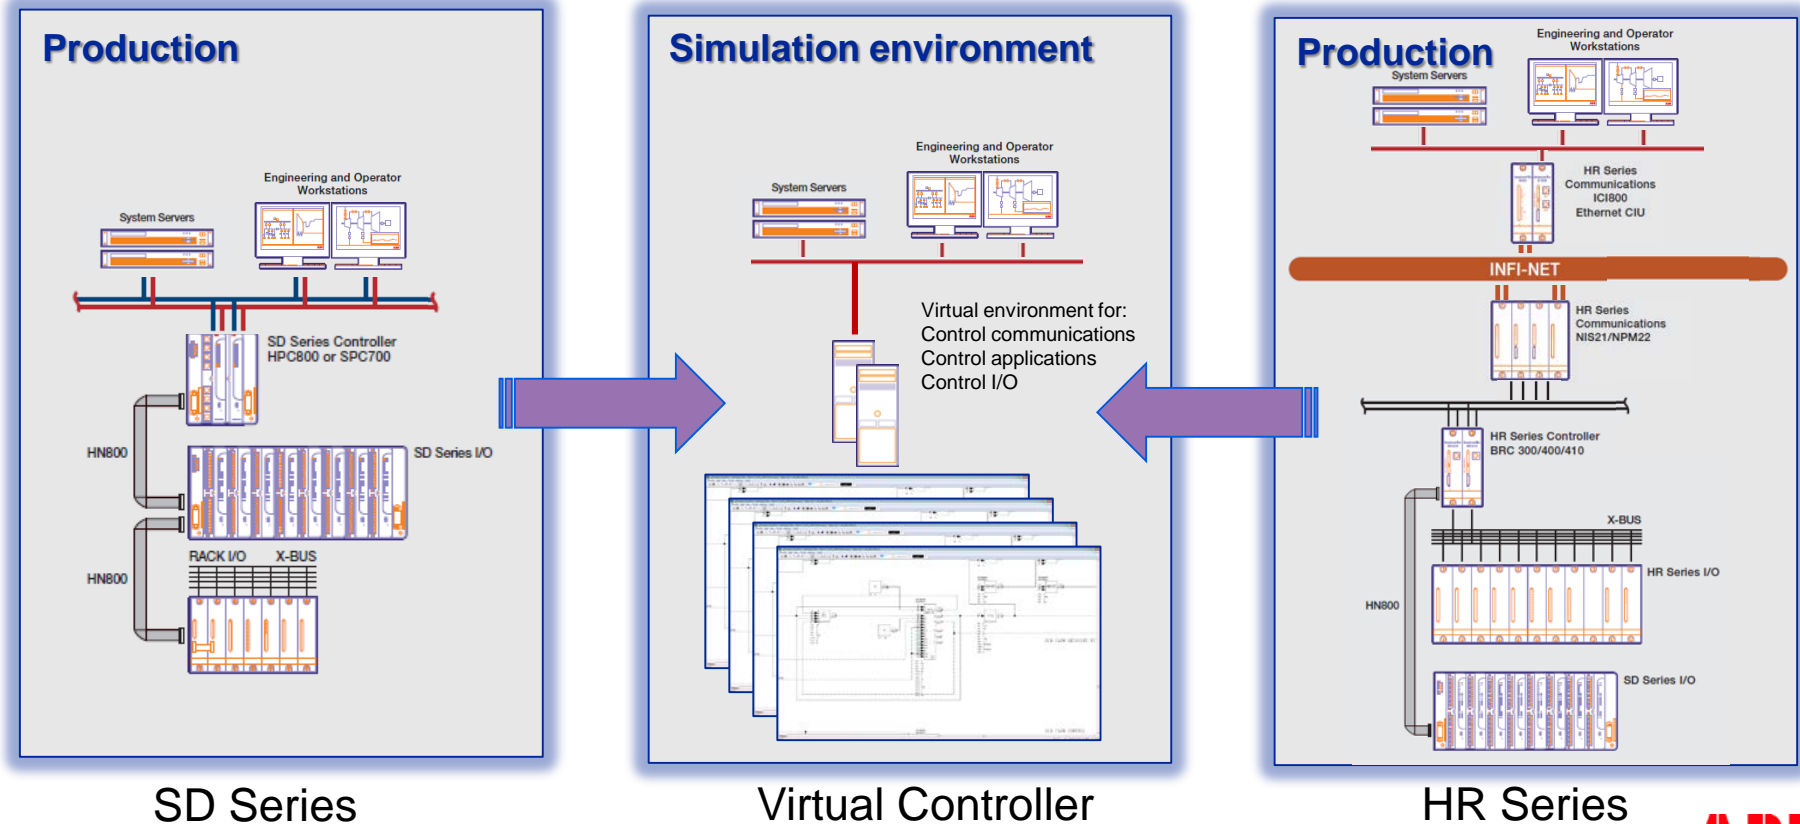 Production
Engineering and Operator
Workstations
System Servers
SD Series Controller
HPC800 or SPC700
HN800
SD Series I/O
RACK I/O X-BUS
HN800
SD Series
Simulation environment
Engineering and Operator
Workstations
System Servers
Virtual environment for:
Control communications
Control applications
Control I/O
Virtual Controller
Production
Engineering and Operator
Workstations
System Servers
HR Series
Communications
ICI800
Ethernet CIU
INFI-NET
HR Series
Communications
NIS21/NPM22
HR Series Controller
BRC 300/400/410
X-BUS
HR Series I/O
HN800
SD Series I/O
HR Series